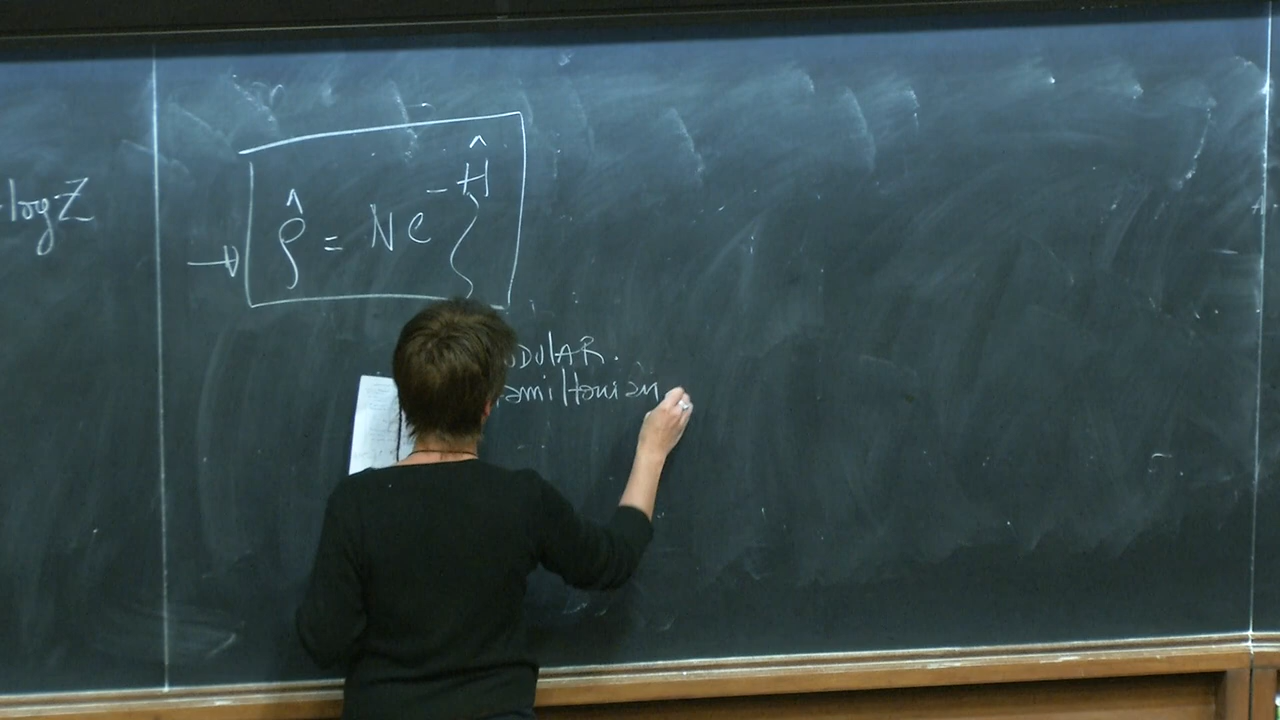 -log Z
→ ρ̂ = N e^{-Ĥ}
odular.
amiltonian